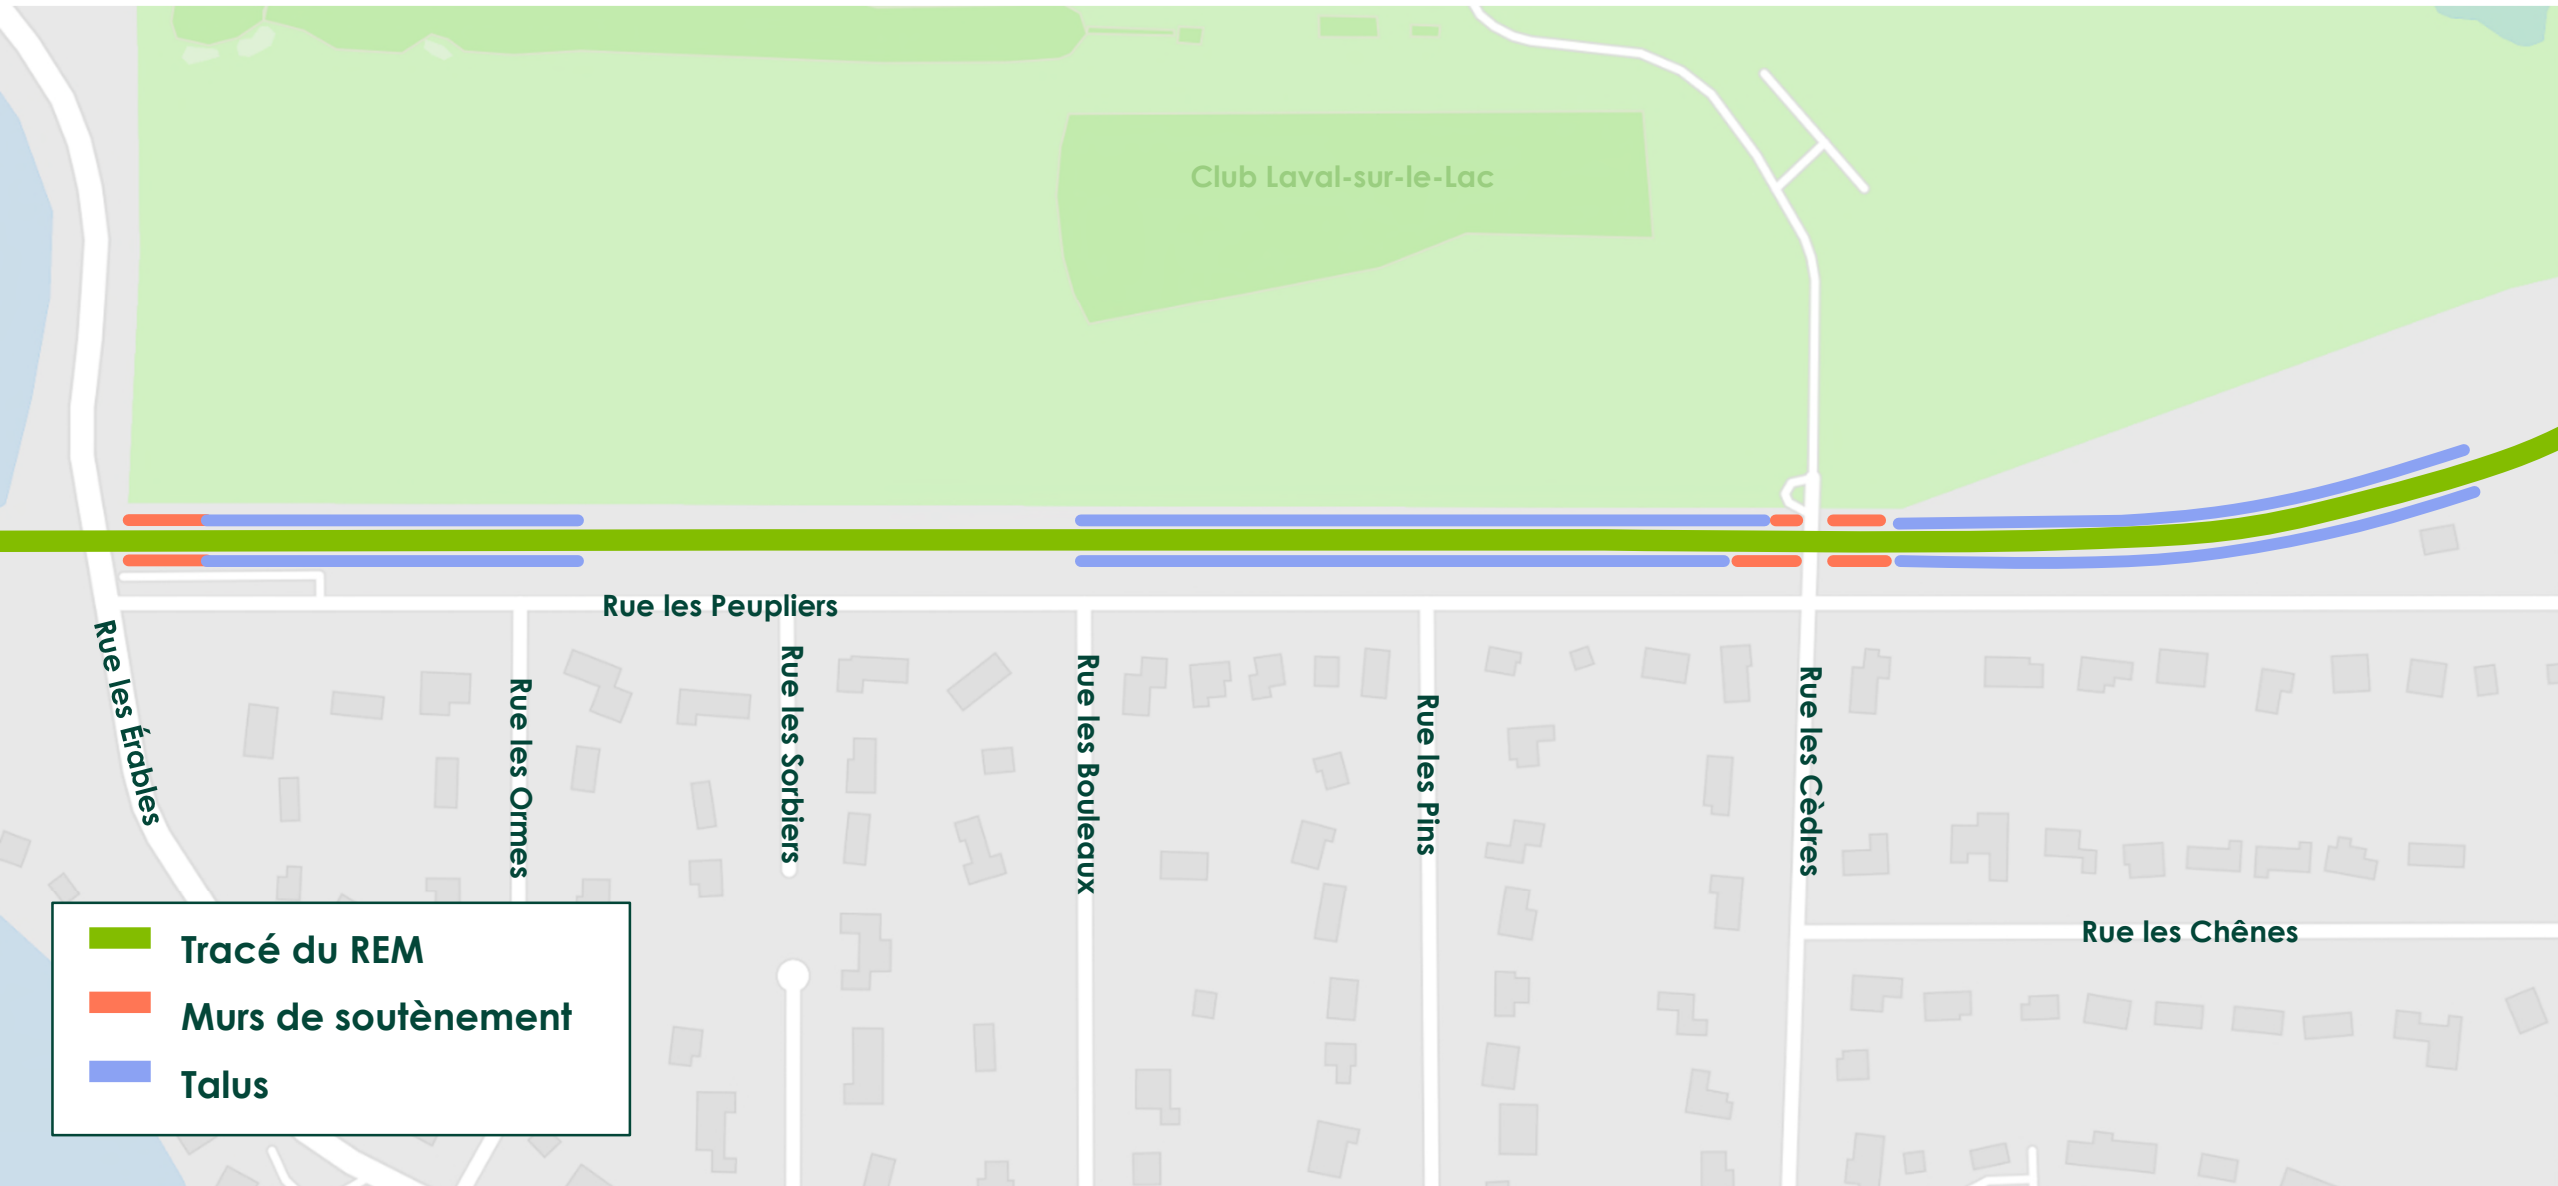 Club Laval-sur-le-Lac
Rue les Peupliers
Rue les Érables
Rue les Ormes
Rue les Sorbiers
Rue les Bouleaux
Rue les Pins
Rue les Cèdres
Rue les Chênes
Tracé du REM
Murs de soutènement
Talus